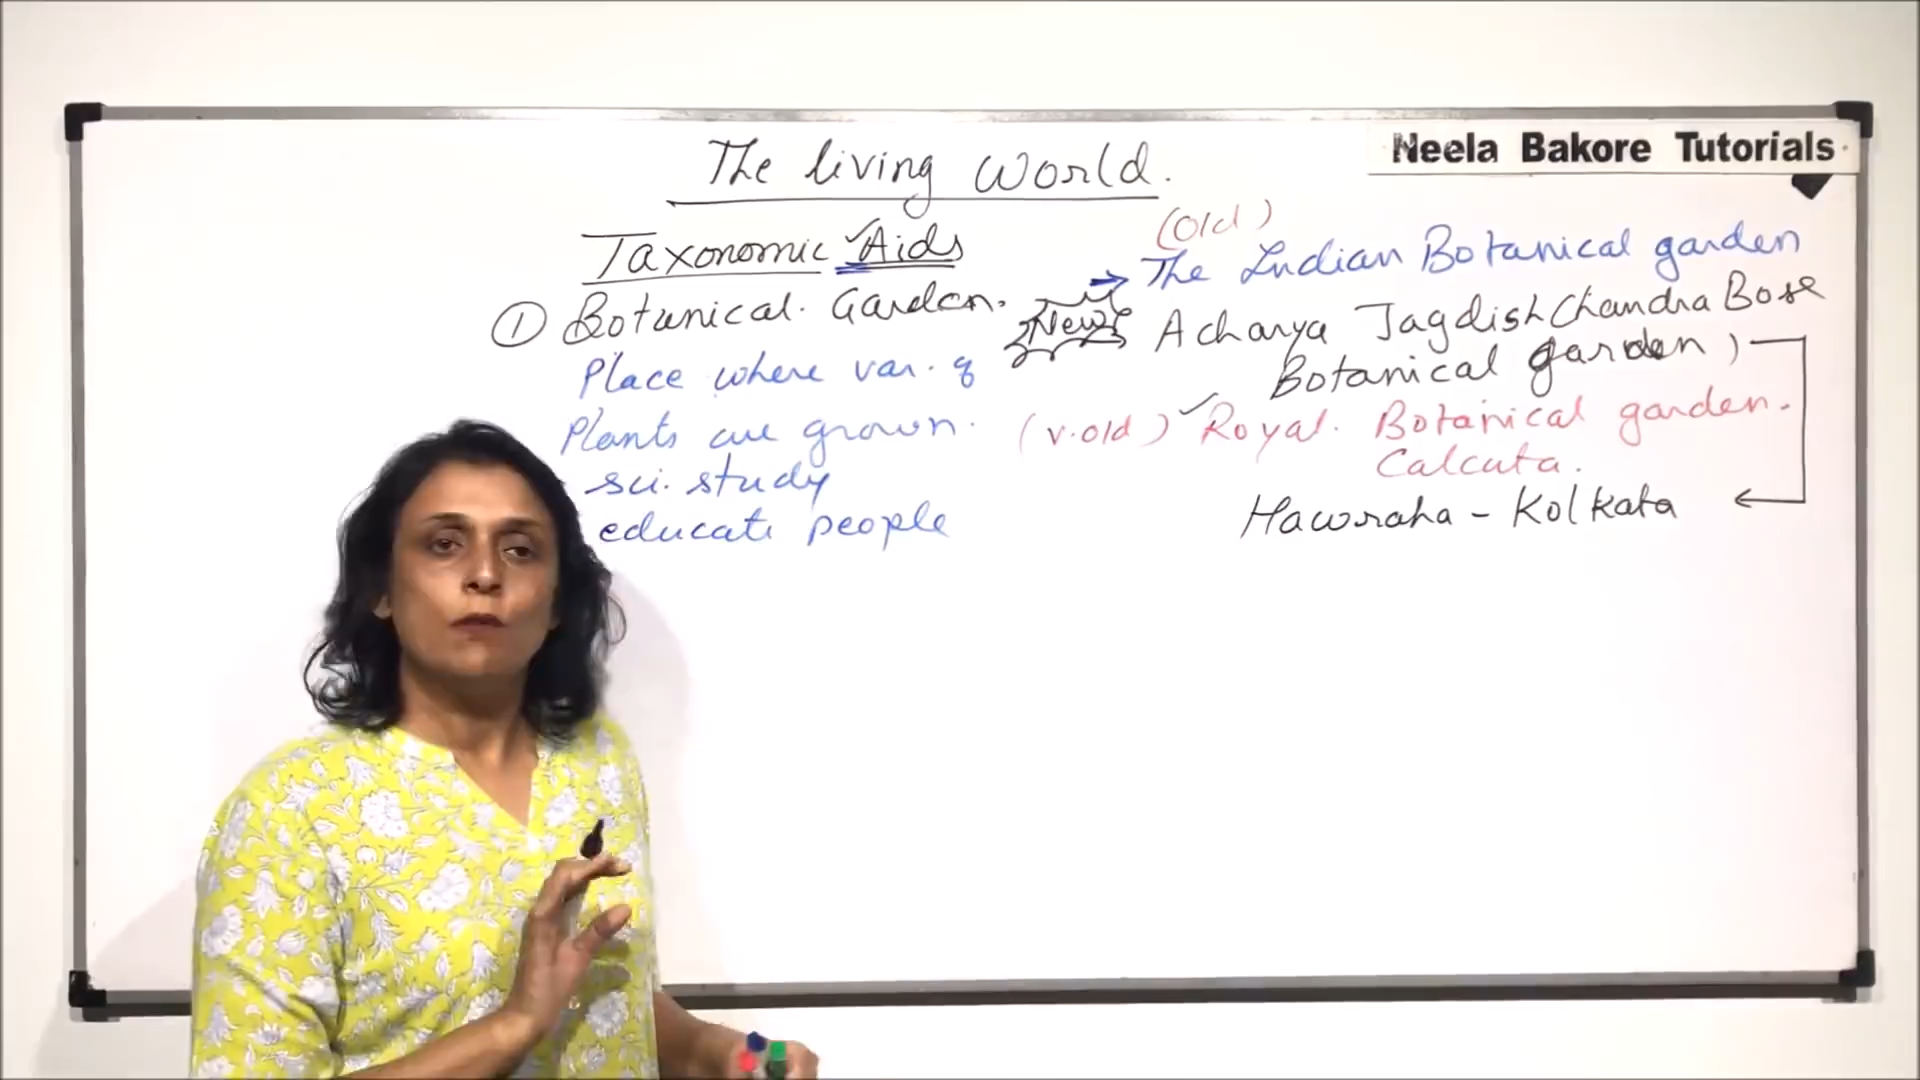 The living World.
Neela Bakore Tutorials
Taxonomic Aids
① Botanical. Garden.
Place where var. of
Plants are grown.
sci. study
educate people
(Old)
The Indian Botanical garden
New Acharya Jagdish Chandra Bose
Botanical garden
(v.old) Royal. Botanical garden.
Calcuta.
Hawraha - Kolkata